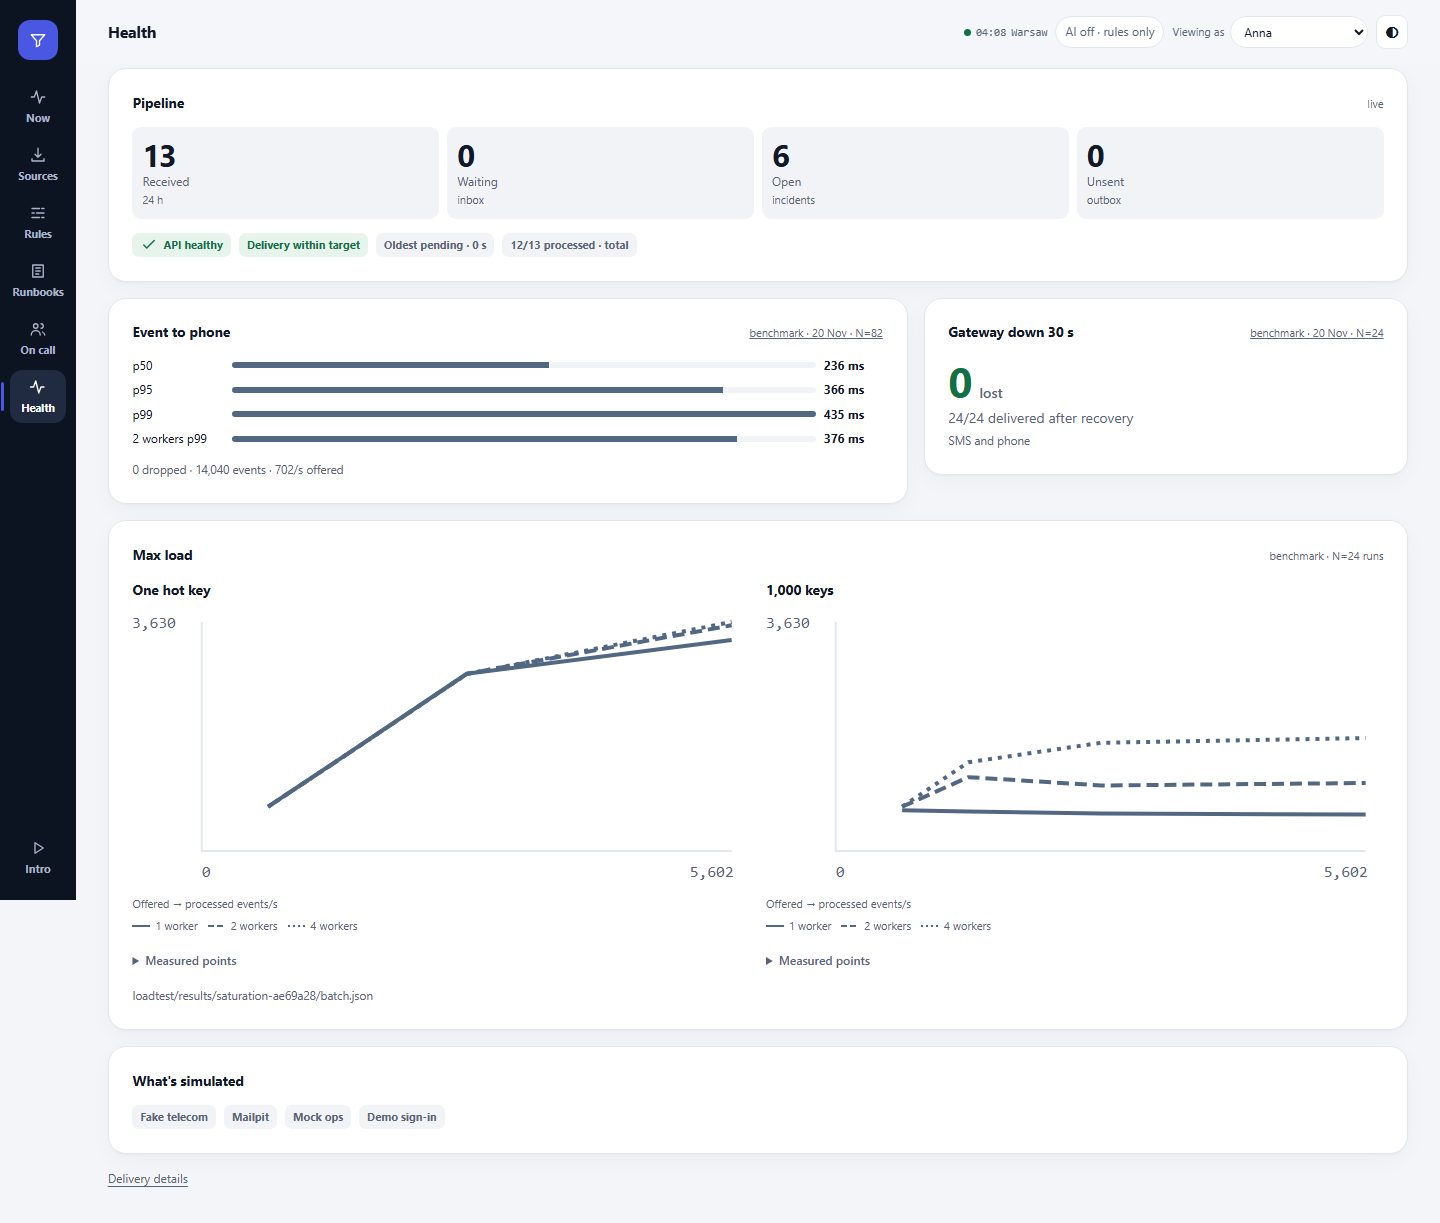 Health
04:08 Warsaw
AI off · rules only
Viewing as
Anna
Now
Sources
Rules
Runbooks
On call
Health
Intro
Pipeline
live
13
Received
24 h
0
Waiting
inbox
6
Open
incidents
0
Unsent
outbox
API healthy
Delivery within target
Oldest pending · 0 s
12/13 processed · total
Event to phone
benchmark · 20 Nov · N=82
p50 236 ms
p95 366 ms
p99 435 ms
2 workers p99 376 ms
0 dropped · 14,040 events · 702/s offered
Gateway down 30 s
benchmark · 20 Nov · N=24
0 lost
24/24 delivered after recovery
SMS and phone
Max load
benchmark · N=24 runs
One hot key
3,630
0
5,602
Offered → processed events/s
1 worker 2 workers 4 workers
Measured points
1,000 keys
3,630
0
5,602
Offered → processed events/s
1 worker 2 workers 4 workers
Measured points
loadtest/results/saturation-ae69a28/batch.json
What's simulated
Fake telecom
Mailpit
Mock ops
Demo sign-in
Delivery details